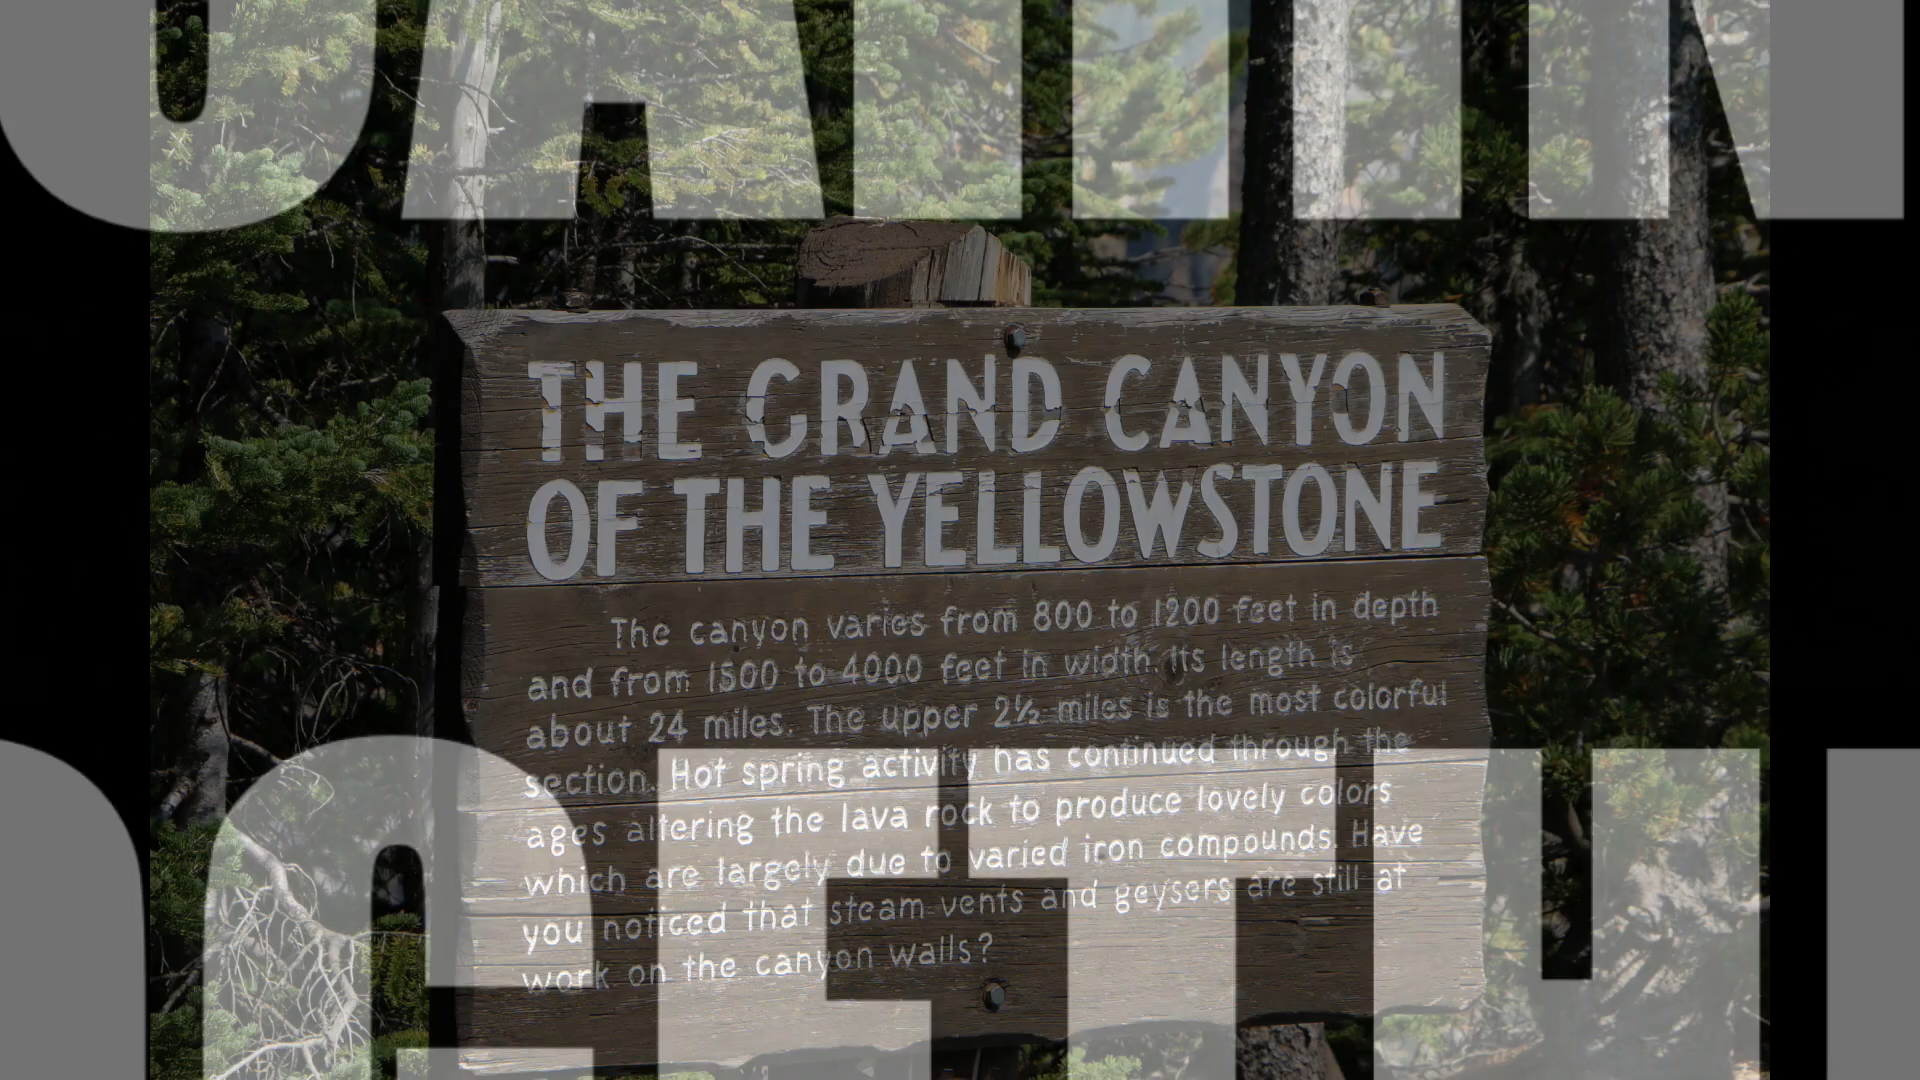 THE GRAND CANYON
OF THE YELLOWSTONE
The canyon varies from 800 to 1200 feet in depth
and from 1500 to 4000 feet in width. Its length is
about 24 miles. The upper 2½ miles is the most colorful
section. Hot spring activity has continued through the
ages altering the lava rock to produce lovely colors
which are largely due to varied iron compounds. Have
you noticed that steam vents and geysers are still at
work on the canyon walls?